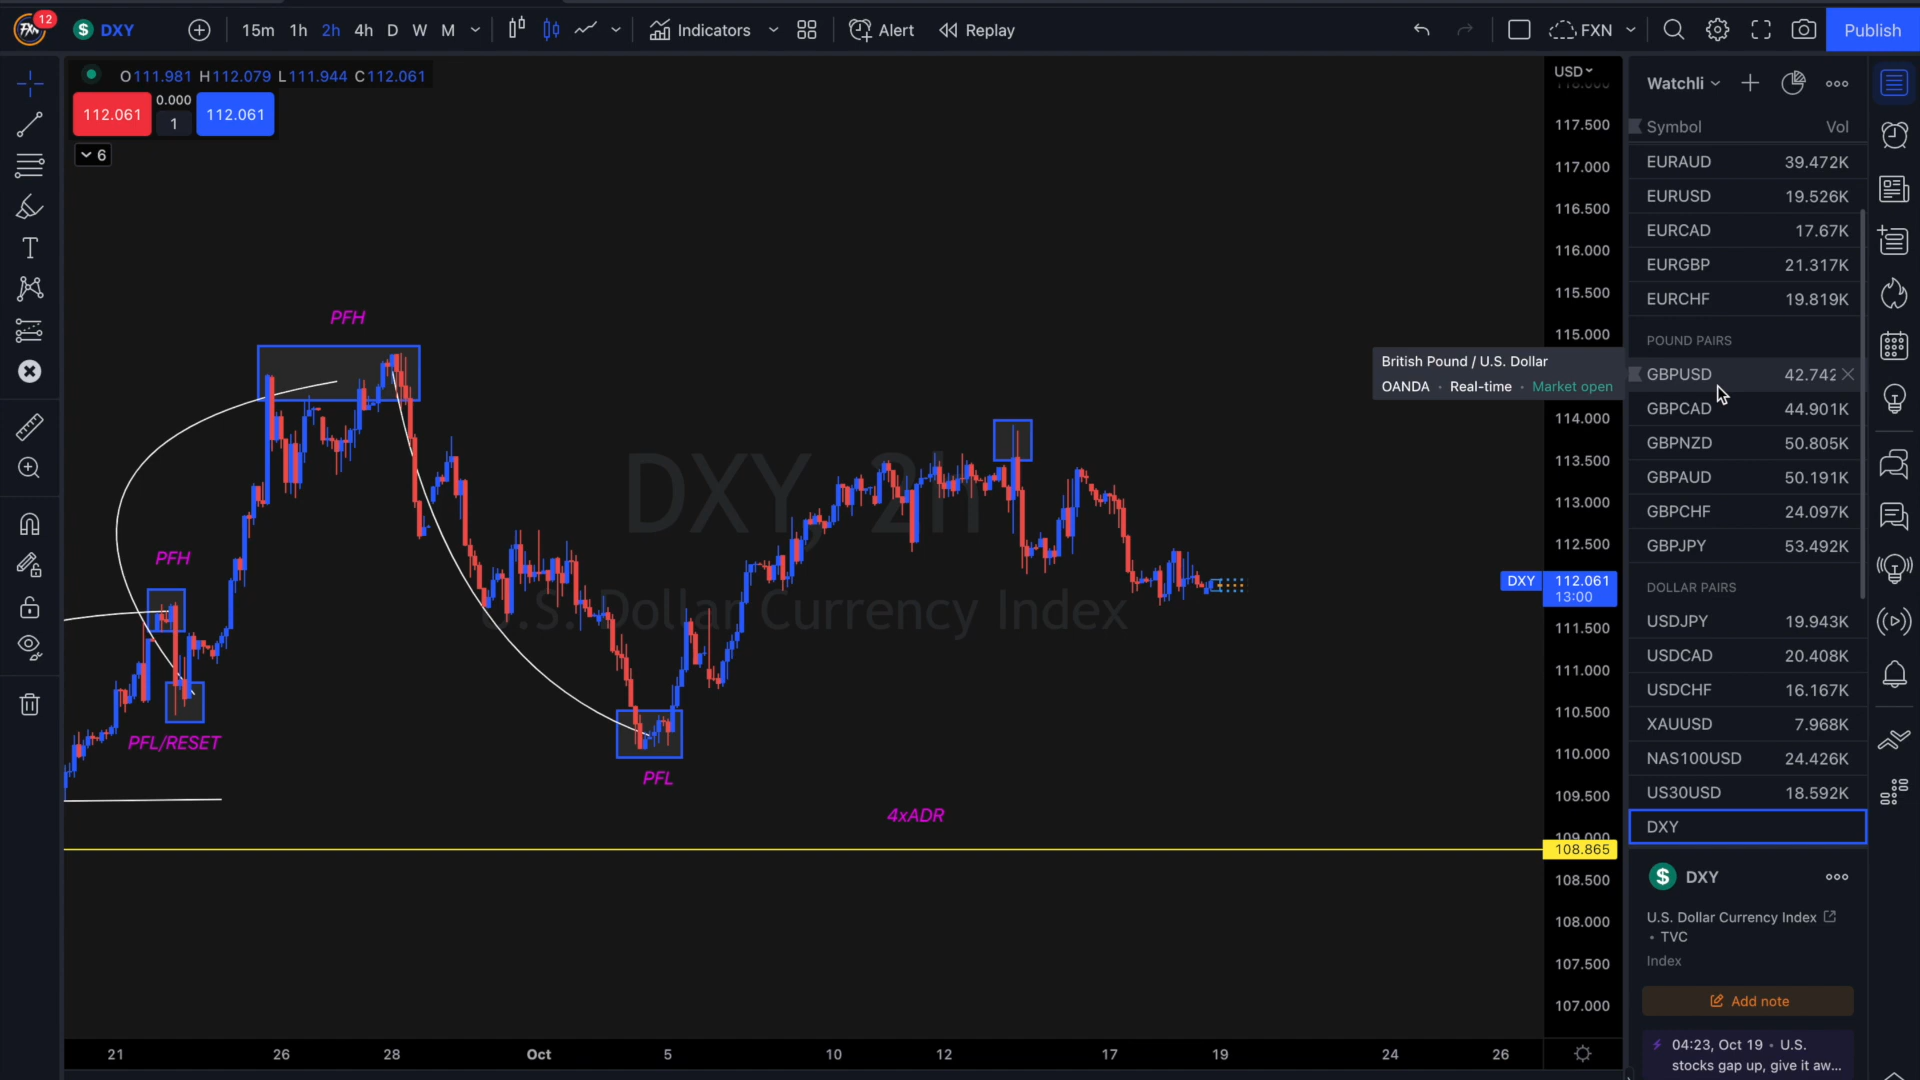 FXN 12 $ DXY 15m 1h 2h 4h D W M Indicators Alert Replay FXN Publish
O111.981 H112.079 L111.944 C112.061
112.061 0.000 1 112.061
6
USD
117.500
117.000
116.500
116.000
115.500
115.000
114.000
113.500
113.000
112.500
DXY 112.061
13:00
111.500
111.000
110.500
110.000
109.500
109.000
108.865
108.500
108.000
107.500
107.000
DXY, 2h
U.S. Dollar Currency Index
PFH
PFH
PFL/RESET
PFL
4xADR
21 26 28 Oct 5 10 12 17 19 24 26
British Pound / U.S. Dollar
OANDA • Real-time • Market open
Watchli
Symbol Vol
EURAUD 39.472K
EURUSD 19.526K
EURCAD 17.67K
EURGBP 21.317K
EURCHF 19.819K
POUND PAIRS
GBPUSD 42.742
GBPCAD 44.901K
GBPNZD 50.805K
GBPAUD 50.191K
GBPCHF 24.097K
GBPJPY 53.492K
DOLLAR PAIRS
USDJPY 19.943K
USDCAD 20.408K
USDCHF 16.167K
XAUUSD 7.968K
NAS100USD 24.426K
US30USD 18.592K
DXY
$ DXY
U.S. Dollar Currency Index
• TVC
Index
Add note
04:23, Oct 19 • U.S.
stocks gap up, give it aw...